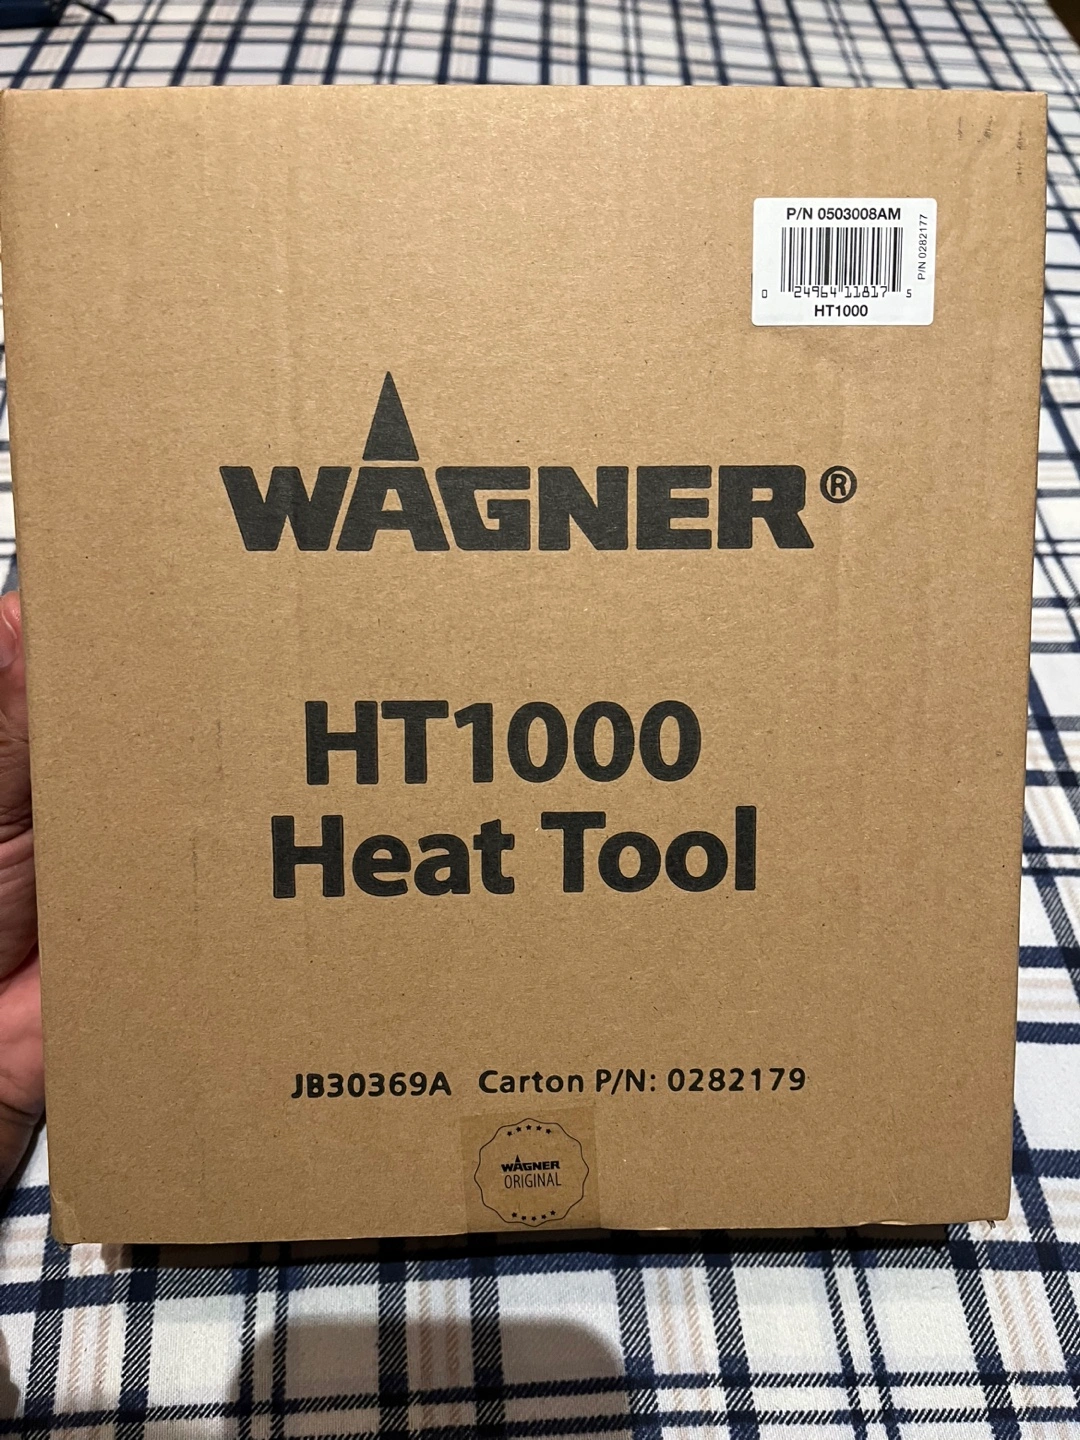 P/N 0503008AM
P/N 0282177
0 24964 11817 5
HT1000
WAGNER®
HT1000
Heat Tool
JB30369A Carton P/N: 0282179
WAGNER
ORIGINAL